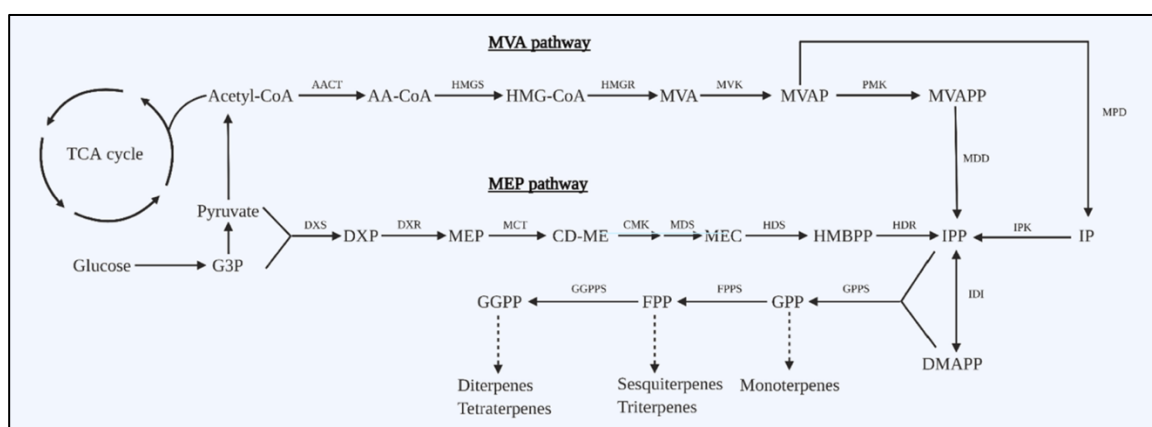 MVA pathway
Acetyl-CoA AACT AA-CoA HMGS HMG-CoA HMGR MVA MVK MVAP PMK MVAPP
MPD
TCA cycle
MDD
MEP pathway
Pyruvate
DXS DXP DXR MEP MCT CD-ME CMK MDS MEC HDS HMBPP HDR IPP IPK IP
Glucose G3P
GGPP GGPPS FPP FPPS GPP GPPS IDI
DMAPP
Diterpenes Sesquiterpenes Monoterpenes
Tetraterpenes Triterpenes